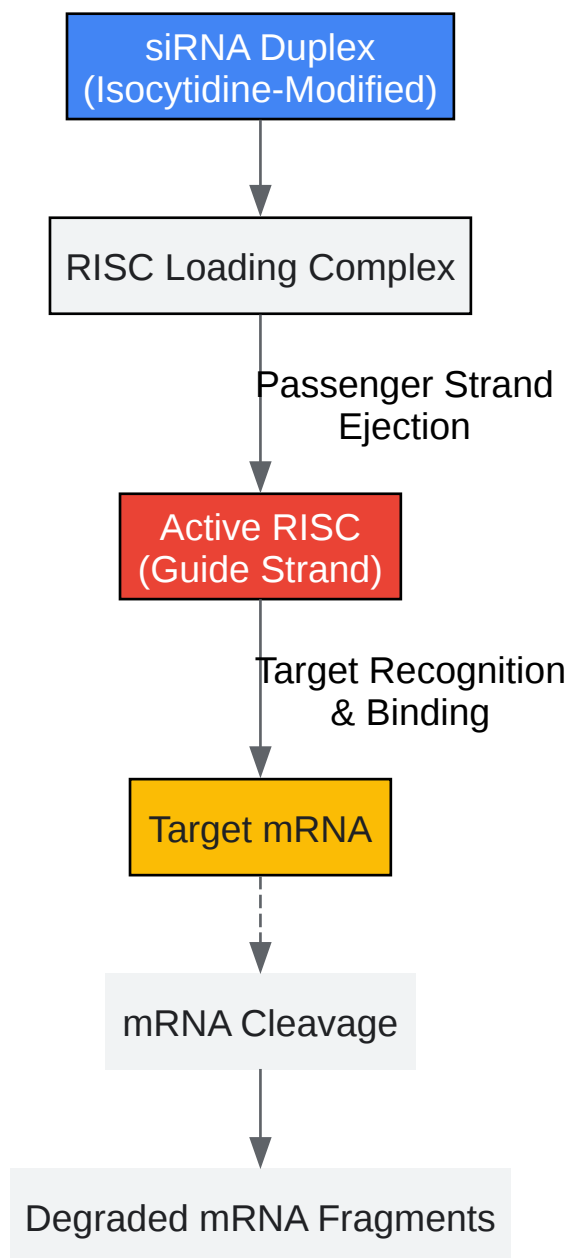 siRNA Duplex
(Isocytidine-Modified)
RISC Loading Complex
Passenger Strand
Ejection
Active RISC
(Guide Strand)
Target Recognition
& Binding
Target mRNA
mRNA Cleavage
Degraded mRNA Fragments